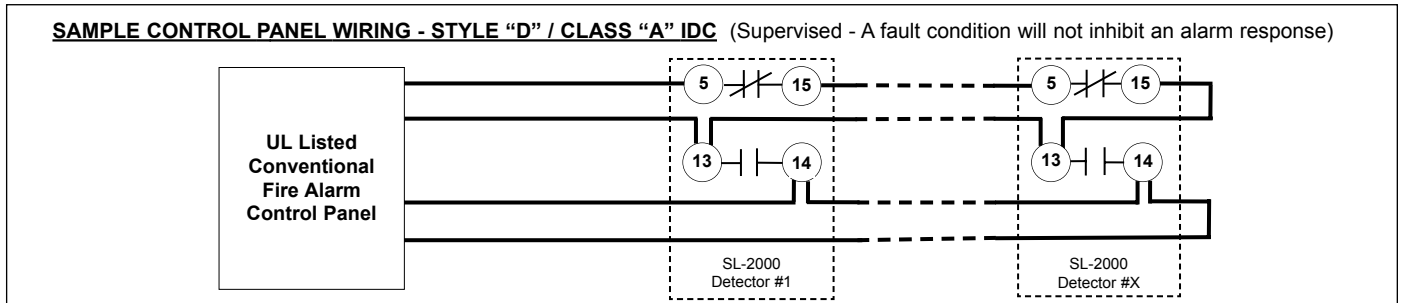 SAMPLE CONTROL PANEL WIRING - STYLE “D” / CLASS “A” IDC (Supervised - A fault condition will not inhibit an alarm response)
UL Listed
Conventional
Fire Alarm
Control Panel
5
15
13
14
SL-2000
Detector #1
5
15
13
14
SL-2000
Detector #X